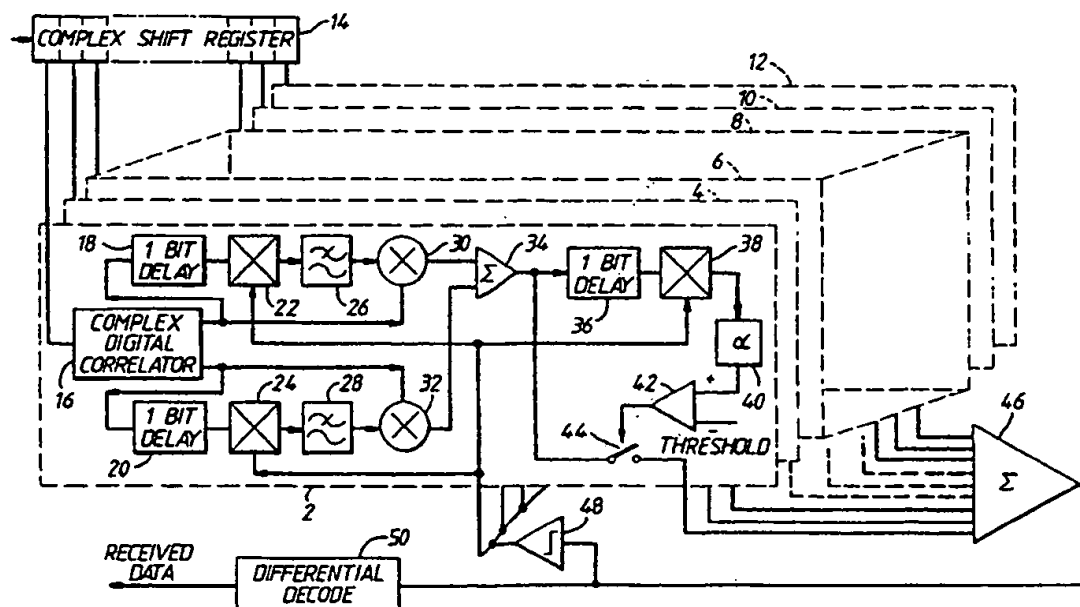 COMPLEX SHIFT REGISTER 14
12
10
8
6
4
18 1 BIT DELAY
22
26
30
34
Σ
1 BIT DELAY
36
38
COMPLEX DIGITAL CORRELATOR
16
24
28
32
α
40
42
+
−
THRESHOLD
44
46
Σ
1 BIT DELAY
20
2
48
RECEIVED DATA
50
DIFFERENTIAL DECODE